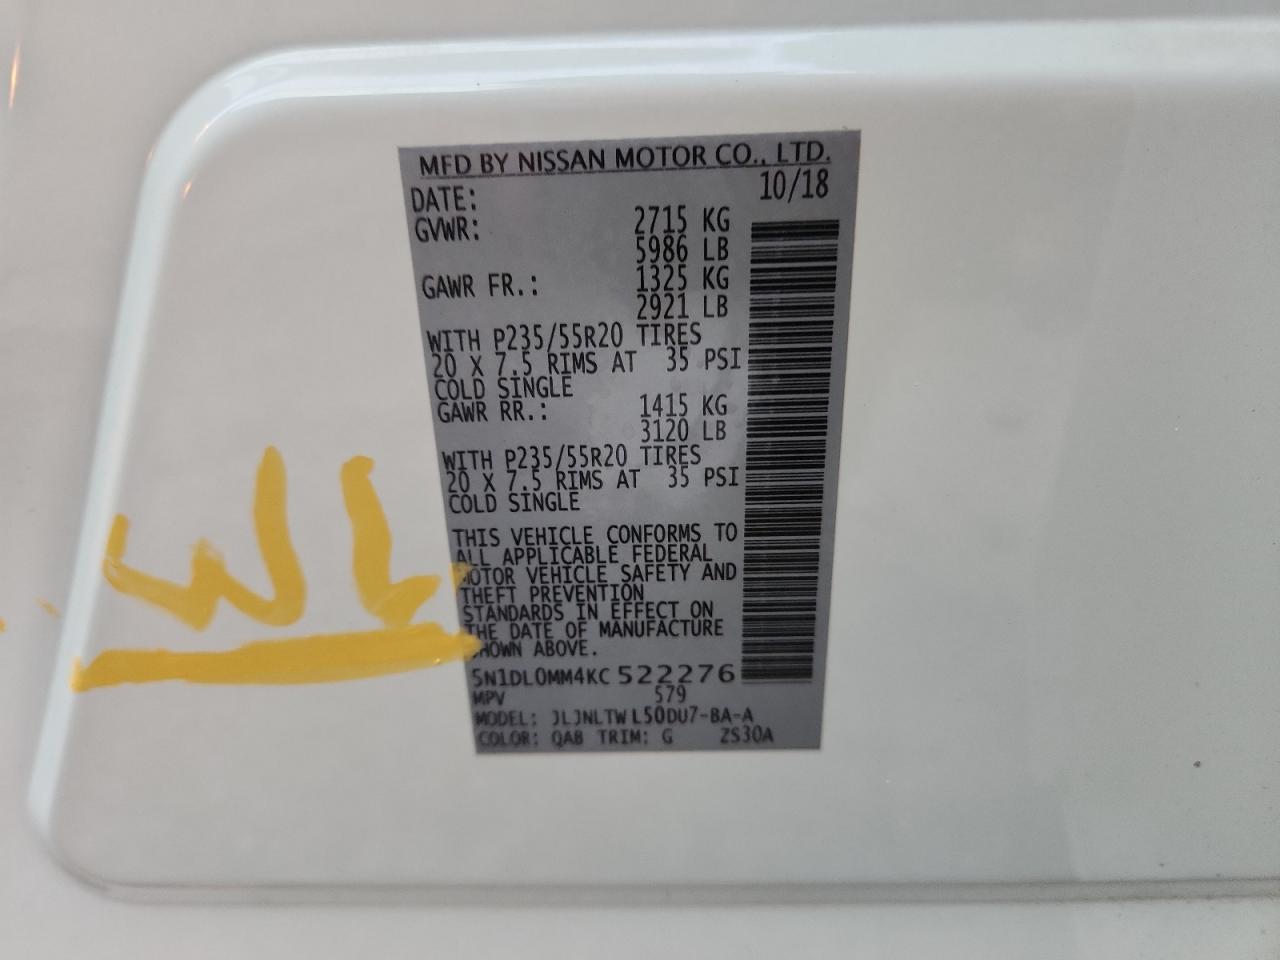 MFD BY NISSAN MOTOR CO., LTD.
DATE: 10/18
GVWR: 2715 KG
5986 LB
GAWR FR.: 1325 KG
2921 LB
WITH P235/55R20 TIRES
20 X 7.5 RIMS AT 35 PSI
COLD SINGLE
GAWR RR.: 1415 KG
3120 LB
WITH P235/55R20 TIRES
20 X 7.5 RIMS AT 35 PSI
COLD SINGLE
THIS VEHICLE CONFORMS TO
ALL APPLICABLE FEDERAL
MOTOR VEHICLE SAFETY AND
THEFT PREVENTION
STANDARDS IN EFFECT ON
THE DATE OF MANUFACTURE
SHOWN ABOVE.
5N1DL0MM4KC 522276
MPV 579
MODEL: JLJNLTW L50DU7-BA-A
COLOR: QAB TRIM: G ZS30A